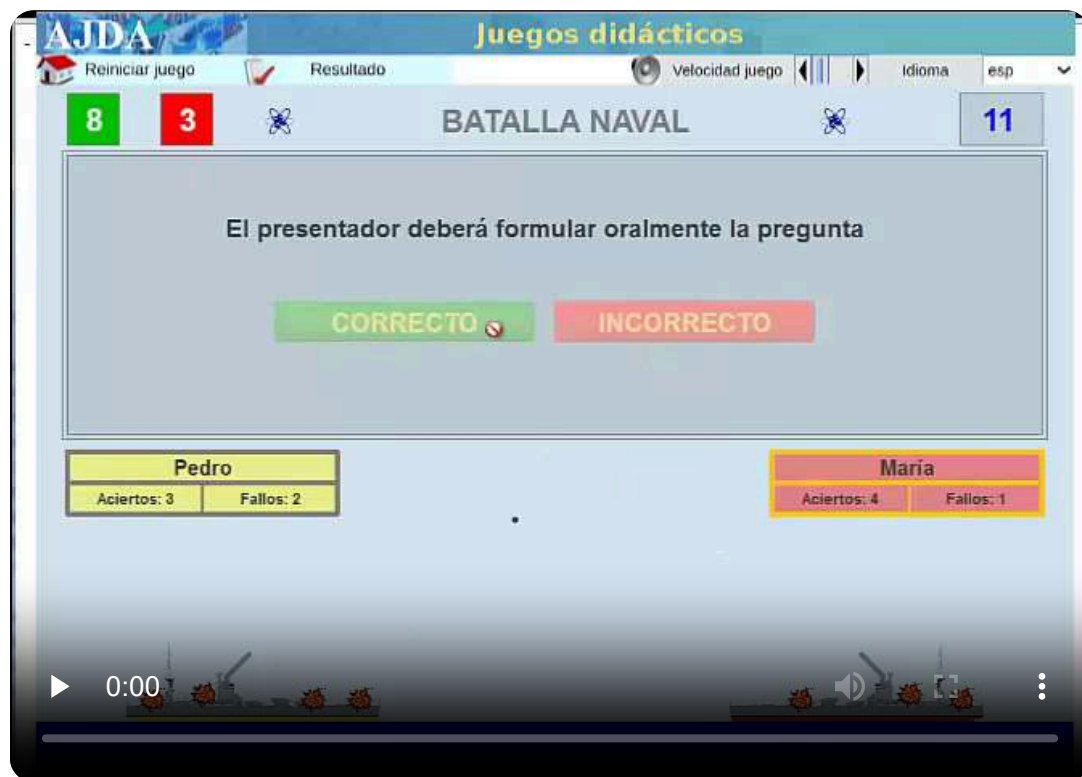 AJDA
Juegos didácticos
Reiniciar juego Resultado Velocidad juego Idioma esp
8 3 BATALLA NAVAL 11
El presentador deberá formular oralmente la pregunta
CORRECTO INCORRECTO
Pedro
Aciertos: 3 Fallos: 2
María
Aciertos: 4 Fallos: 1
0:00